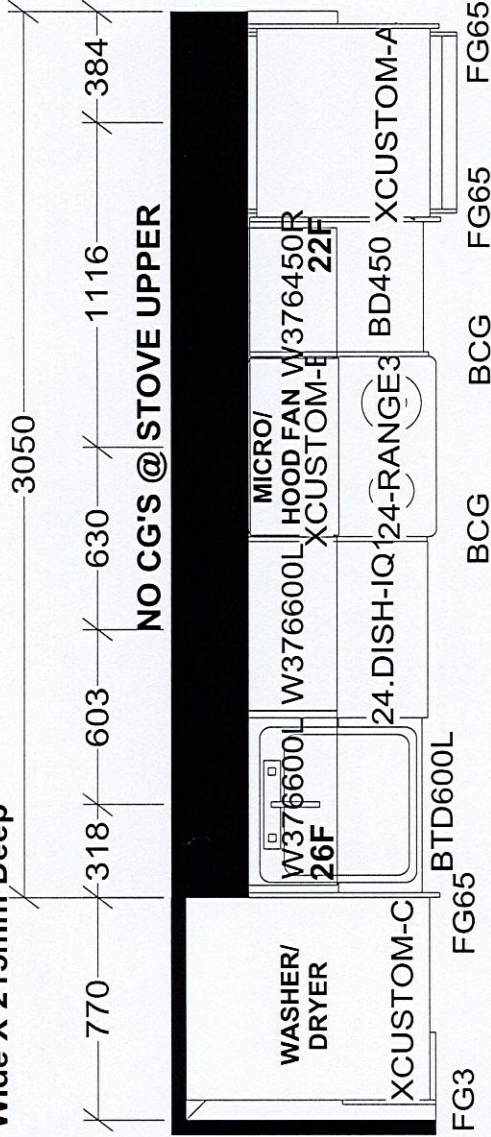 Wide X 215mm Deep
3050
770
318
603
630
1116
384
NO CG'S @ STOVE UPPER
WASHER/
DRYER
XCUSTOM-C
W376600L
26F
W376600L
MICRO/
HOOD FAN
XCUSTOM-E
W376450R
22F
24.DISH-IQ1
24-RANGE3
BD450
XCUSTOM-A
BTD600L
FG3
FG65
BCG
BCG
FG65
FG65